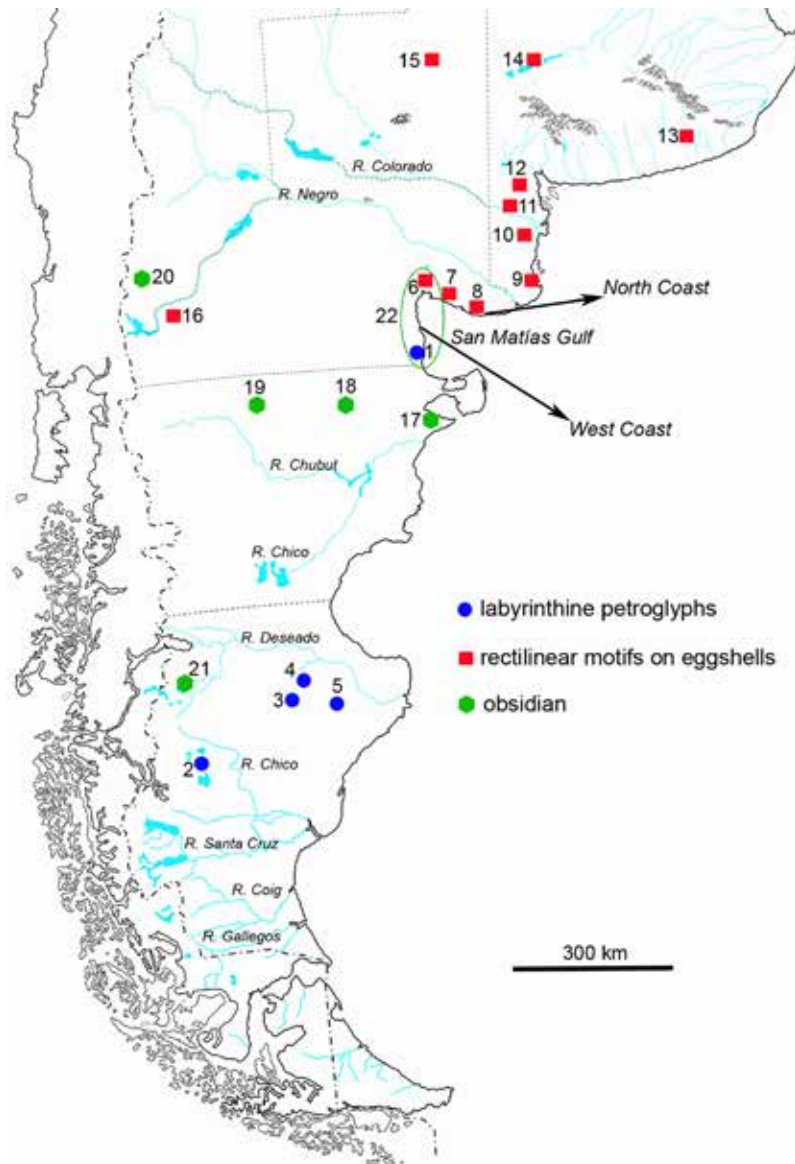 15
14
13
R. Colorado
12
R. Negro
11
10
20
6
7
9
8
North Coast
16
22
San Matías Gulf
1
19
18
17
West Coast
R. Chubut
R. Chico
labyrinthine petroglyphs
R. Deseado
rectilinear motifs on eggshells
21
4
3
5
obsidian
2
R. Chico
R. Santa Cruz
R. Coig
R. Gallegos
300 km